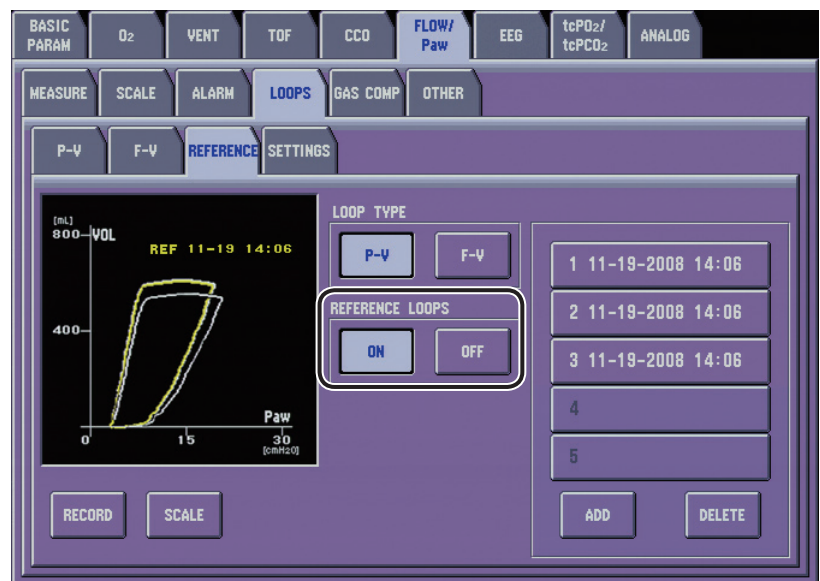 BASIC PARAM O2 VENT TOF CCO FLOW/ Paw EEG tcPO2/ tcPCO2 ANALOG
MEASURE SCALE ALARM LOOPS GAS COMP OTHER
P-V F-V REFERENCE SETTINGS
[mL]
800 VOL
REF 11-19 14:06
400
Paw
0 15 30
[cmH2O]
LOOP TYPE
P-V F-V
REFERENCE LOOPS
ON OFF
1 11-19-2008 14:06
2 11-19-2008 14:06
3 11-19-2008 14:06
4
5
RECORD SCALE
ADD DELETE